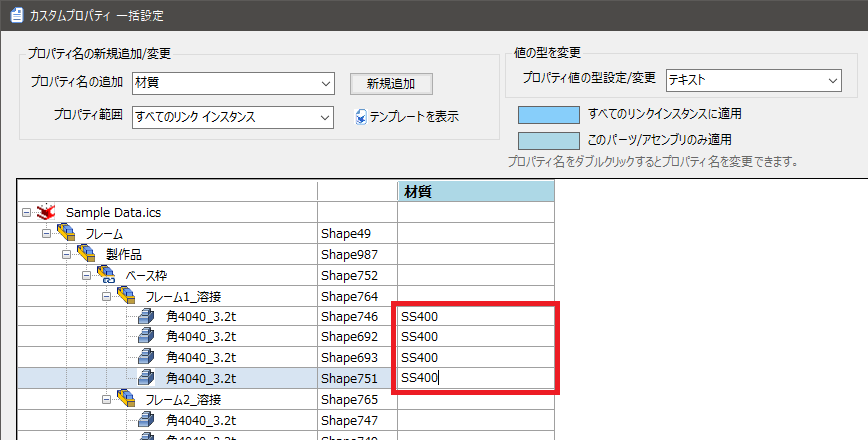 カスタムプロパティ 一括設定
プロパティ名の新規追加/変更
プロパティ名の追加 材質 新規追加
プロパティ範囲 すべてのリンク インスタンス テンプレートを表示
値の型を変更
プロパティ値の型設定/変更 テキスト
すべてのリンクインスタンスに適用
このパーツ/アセンブリのみ適用
プロパティ名をダブルクリックするとプロパティ名を変更できます。
材質
Sample Data.ics
フレーム Shape49
製作品 Shape987
ベース枠 Shape752
フレーム1_溶接 Shape764
角4040_3.2t Shape746 SS400
角4040_3.2t Shape692 SS400
角4040_3.2t Shape693 SS400
角4040_3.2t Shape751 SS400
フレーム2_溶接 Shape765
角4040_3.2t Shape747